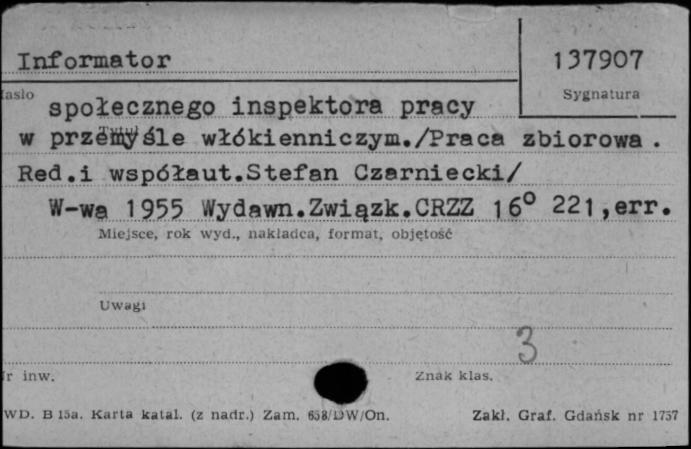 Informator
137907
Hasło
Sygnatura
społecznego inspektora pracy
Tytuł
w przemyśle włókienniczym./Praca zbiorowa.
Red.i współaut.Stefan Czarniecki/
W-wa 1955 Wydawn.Związk.CRZZ 16° 221,err.
Miejsce, rok wyd., nakładca, format, objętość
Uwagi
3
Nr inw.
Znak klas.
WD. B 15a. Karta katal. (z nadr.) Zam. 658/DW/On.
Zakł. Graf. Gdańsk nr 1757